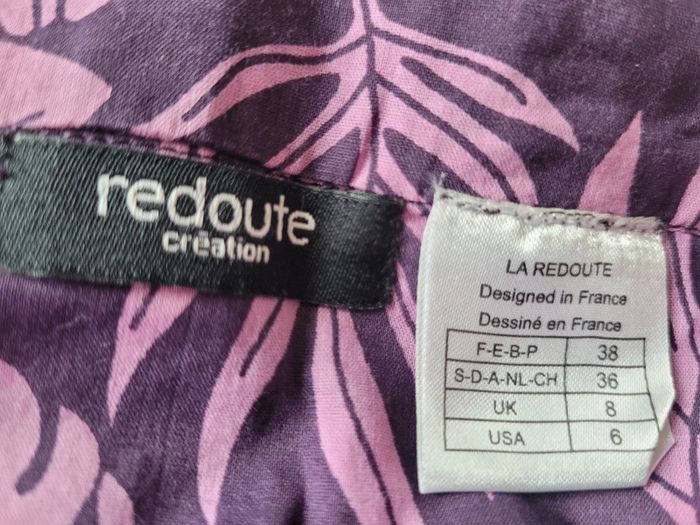 redoute
création
LA REDOUTE
Designed in France
Dessiné en France
F-E-B-P 38
S-D-A-NL-CH 36
UK 8
USA 6